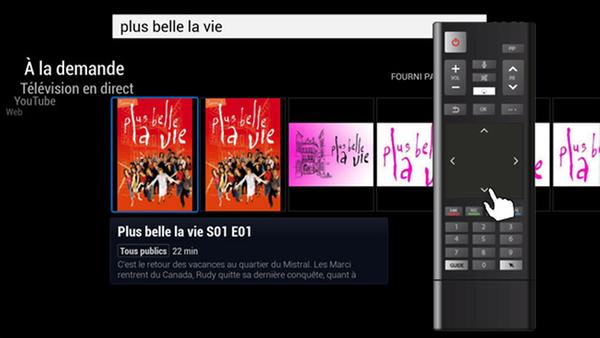 plus belle la vie
À la demande
Télévision en direct
YouTube
Web
FOURNI PA
plus belle
la vie
plus belle
la vie
plus belle
la vie
plus
la
plus
la
Plus belle la vie S01 E01
Tous publics 22 min
C'est le retour des vacances au quartier du Mistral. Les Marci
rentrent du Canada, Rudy quitte sa dernière conquête, quant à
PIP
+ +
VOL P/E
- -
OK
1 2 3
4 5 6
7 8 9
GUIDE 0